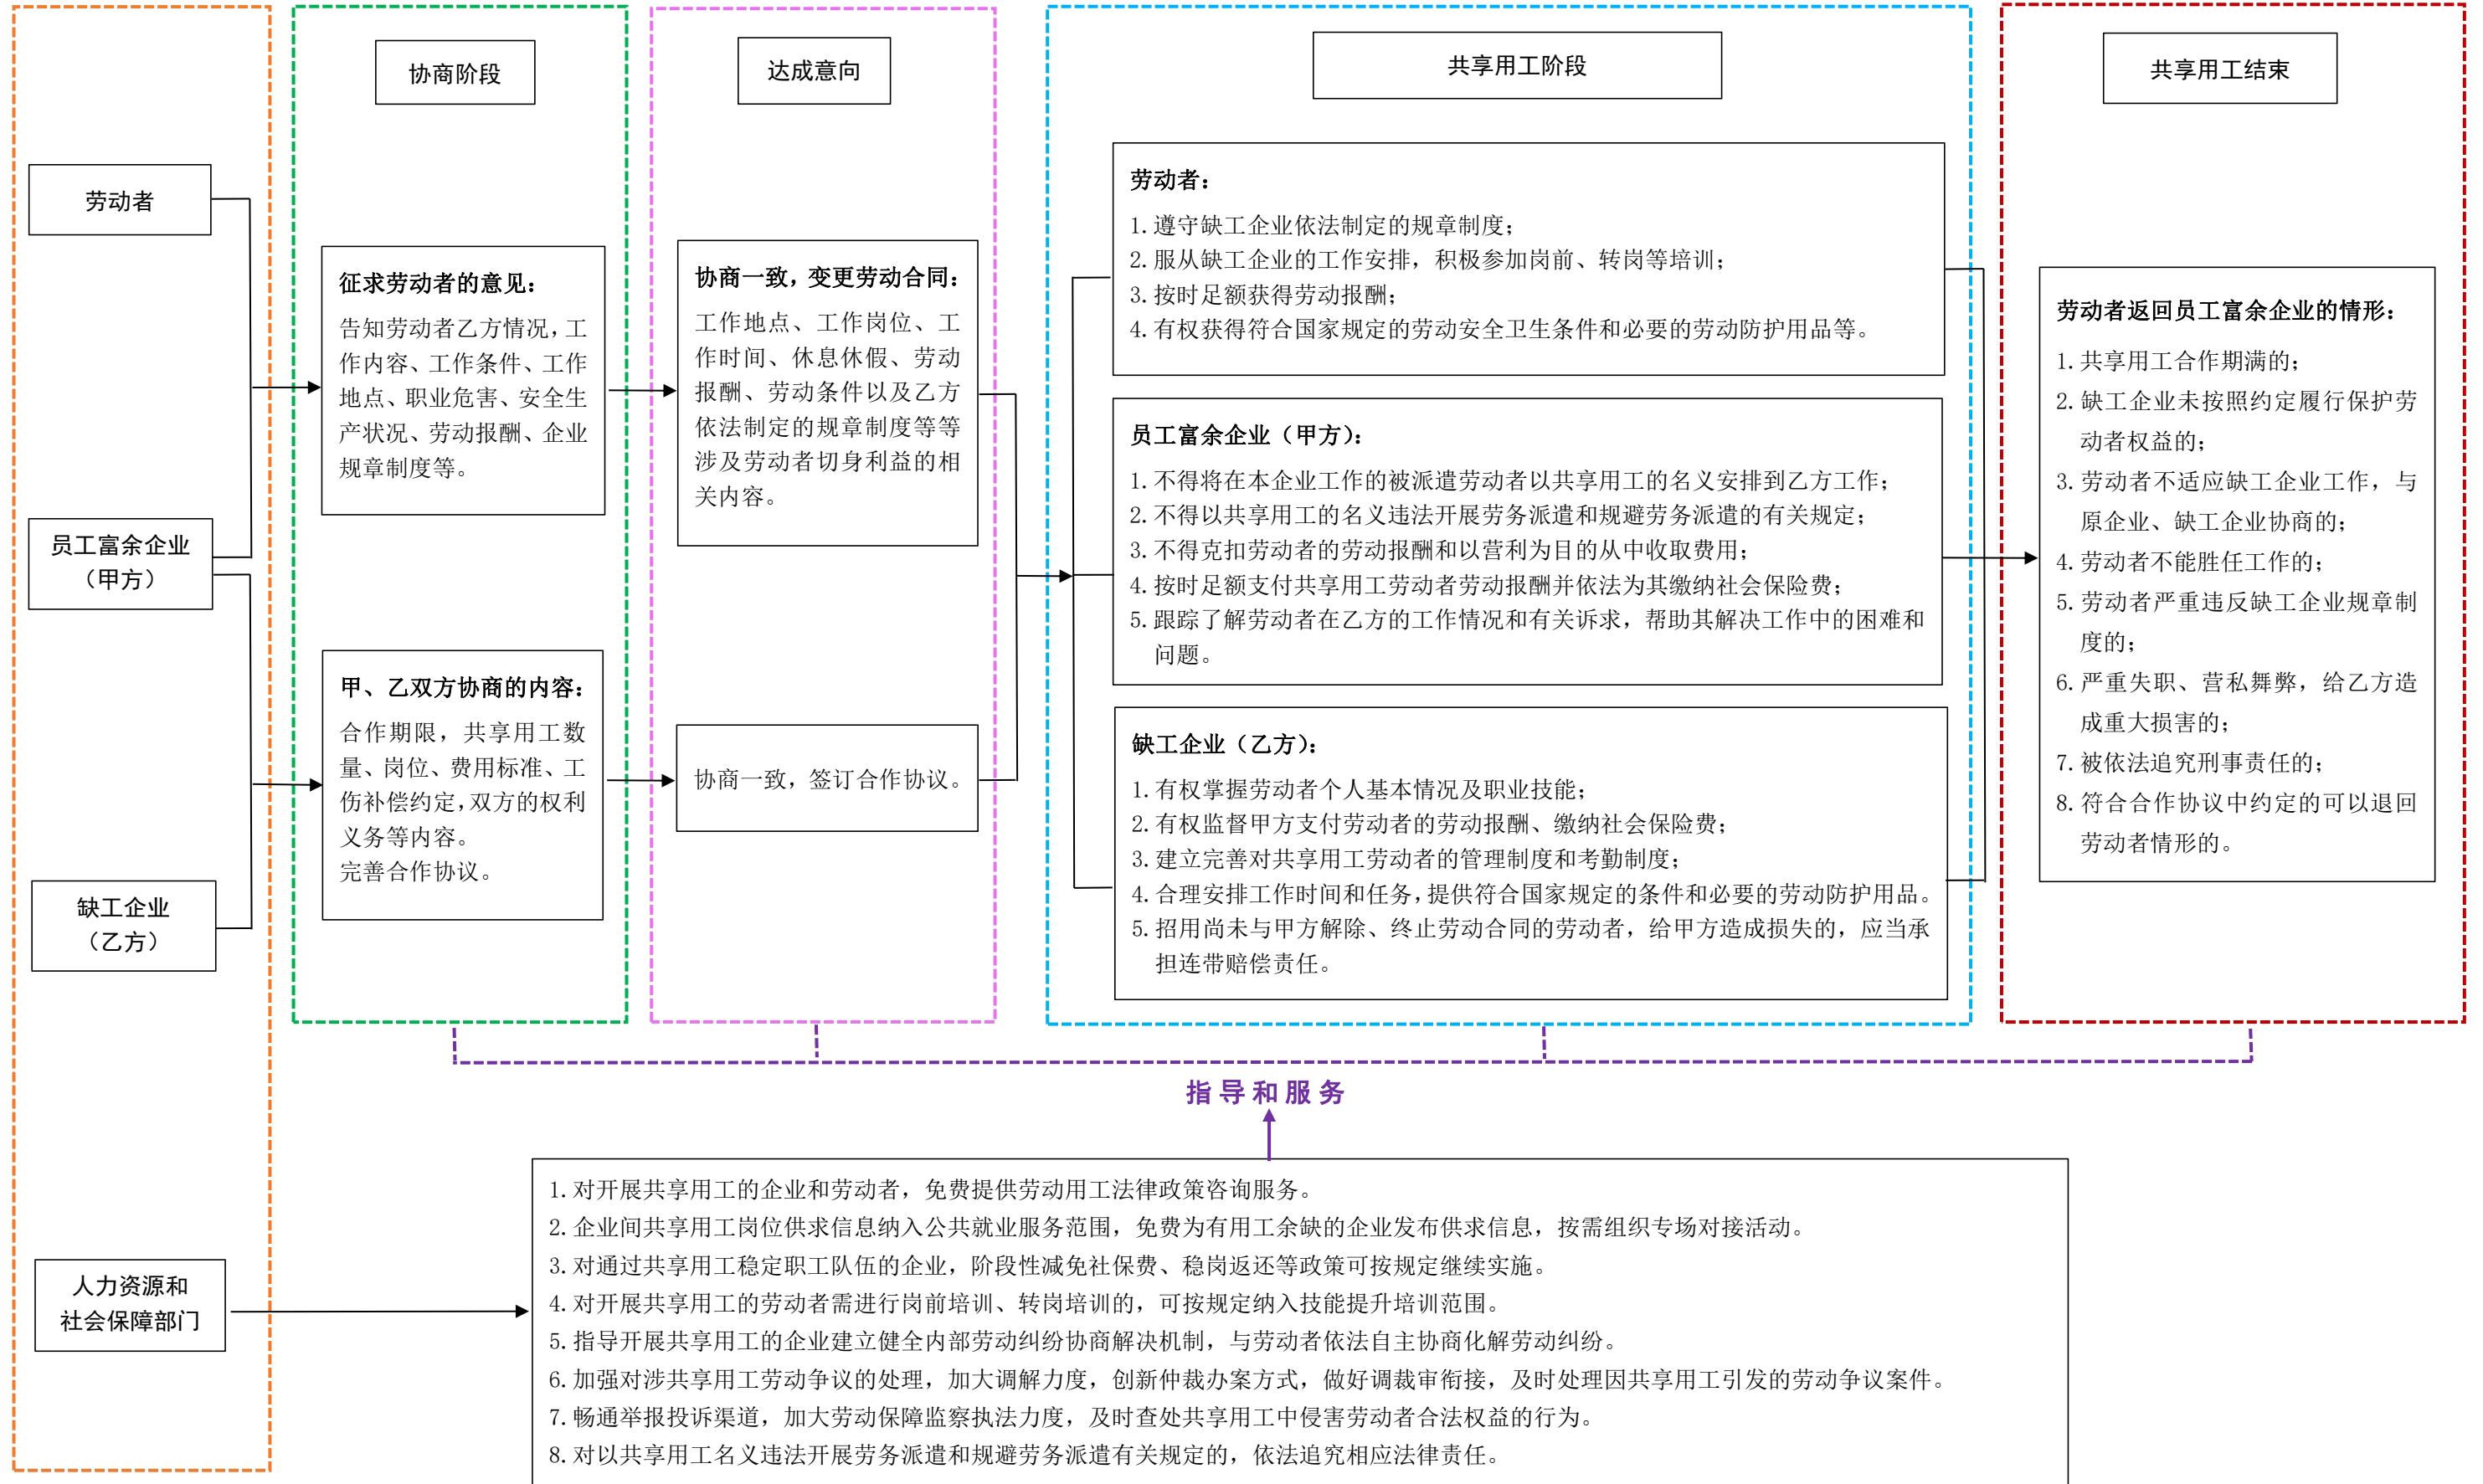 劳动者
员工富余企业
（甲方）
缺工企业
（乙方）
人力资源和
社会保障部门
协商阶段
征求劳动者的意见：
告知劳动者乙方情况，工
作内容、工作条件、工作
地点、职业危害、安全生
产状况、劳动报酬、企业
规章制度等。
甲、乙双方协商的内容：
合作期限，共享用工数
量、岗位、费用标准、工
伤补偿约定，双方的权利
义务等内容。
完善合作协议。
达成意向
协商一致，变更劳动合同：
工作地点、工作岗位、工
作时间、休息休假、劳动
报酬、劳动条件以及乙方
依法制定的规章制度等等
涉及劳动者切身利益的相
关内容。
协商一致，签订合作协议。
共享用工阶段
劳动者：
1. 遵守缺工企业依法制定的规章制度；
2. 服从缺工企业的工作安排，积极参加岗前、转岗等培训；
3. 按时足额获得劳动报酬；
4. 有权获得符合国家规定的劳动安全卫生条件和必要的劳动防护用品等。
员工富余企业（甲方）：
1. 不得将在本企业工作的被派遣劳动者以共享用工的名义安排到乙方工作；
2. 不得以共享用工的名义违法开展劳务派遣和规避劳务派遣的有关规定；
3. 不得克扣劳动者的劳动报酬和以营利为目的从中收取费用；
4. 按时足额支付共享用工劳动者劳动报酬并依法为其缴纳社会保险费；
5. 跟踪了解劳动者在乙方的工作情况和有关诉求，帮助其解决工作中的困难和
问题。
缺工企业（乙方）：
1. 有权掌握劳动者个人基本情况及职业技能；
2. 有权监督甲方支付劳动者的劳动报酬、缴纳社会保险费；
3. 建立完善对共享用工劳动者的管理制度和考勤制度；
4. 合理安排工作时间和任务，提供符合国家规定的条件和必要的劳动防护用品。
5. 招用尚未与甲方解除、终止劳动合同的劳动者，给甲方造成损失的，应当承
担连带赔偿责任。
共享用工结束
劳动者返回员工富余企业的情形：
1. 共享用工合作期满的；
2. 缺工企业未按照约定履行保护劳
动者权益的；
3. 劳动者不适应缺工企业工作，与
原企业、缺工企业协商的；
4. 劳动者不能胜任工作的；
5. 劳动者严重违反缺工企业规章制
度的；
6. 严重失职、营私舞弊，给乙方造
成重大损害的；
7. 被依法追究刑事责任的；
8. 符合合作协议中约定的可以退回
劳动者情形的。
指导和服务
1. 对开展共享用工的企业和劳动者，免费提供劳动用工法律政策咨询服务。
2. 企业间共享用工岗位供求信息纳入公共就业服务范围，免费为有用工余缺的企业发布供求信息，按需组织专场对接活动。
3. 对通过共享用工稳定职工队伍的企业，阶段性减免社保费、稳岗返还等政策可按规定继续实施。
4. 对开展共享用工的劳动者需进行岗前培训、转岗培训的，可按规定纳入技能提升培训范围。
5. 指导开展共享用工的企业建立健全内部劳动纠纷协商解决机制，与劳动者依法自主协商化解劳动纠纷。
6. 加强对涉共享用工劳动争议的处理，加大调解力度，创新仲裁办案方式，做好调裁审衔接，及时处理因共享用工引发的劳动争议案件。
7. 畅通举报投诉渠道，加大劳动保障监察执法力度，及时查处共享用工中侵害劳动者合法权益的行为。
8. 对以共享用工名义违法开展劳务派遣和规避劳务派遣有关规定的，依法追究相应法律责任。